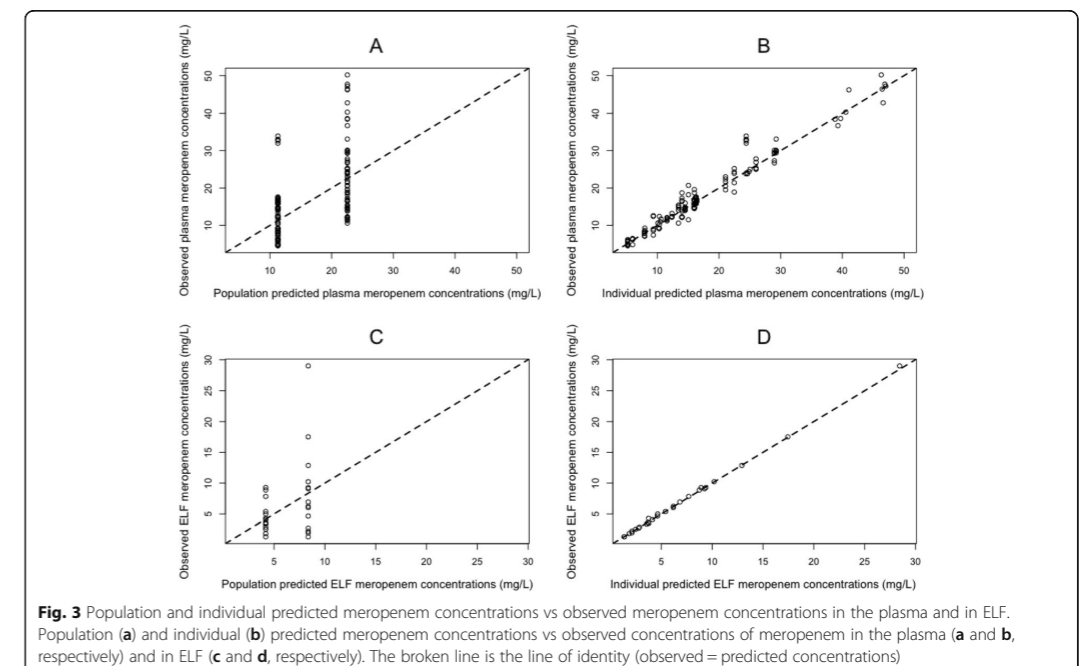 A
Observed plasma meropenem concentrations (mg/L)
50
40
30
20
10
10 20 30 40 50
Population predicted plasma meropenem concentrations (mg/L)
B
Observed plasma meropenem concentrations (mg/L)
50
40
30
20
10
10 20 30 40 50
Individual predicted plasma meropenem concentrations (mg/L)
C
Observed ELF meropenem concentrations (mg/L)
30
25
20
15
10
5
5 10 15 20 25 30
Population predicted ELF meropenem concentrations (mg/L)
D
Observed ELF meropenem concentrations (mg/L)
30
25
20
15
10
5
5 10 15 20 25 30
Individual predicted ELF meropenem concentrations (mg/L)
Fig. 3 Population and individual predicted meropenem concentrations vs observed meropenem concentrations in the plasma and in ELF.
Population (a) and individual (b) predicted meropenem concentrations vs observed concentrations of meropenem in the plasma (a and b,
respectively) and in ELF (c and d, respectively). The broken line is the line of identity (observed = predicted concentrations)